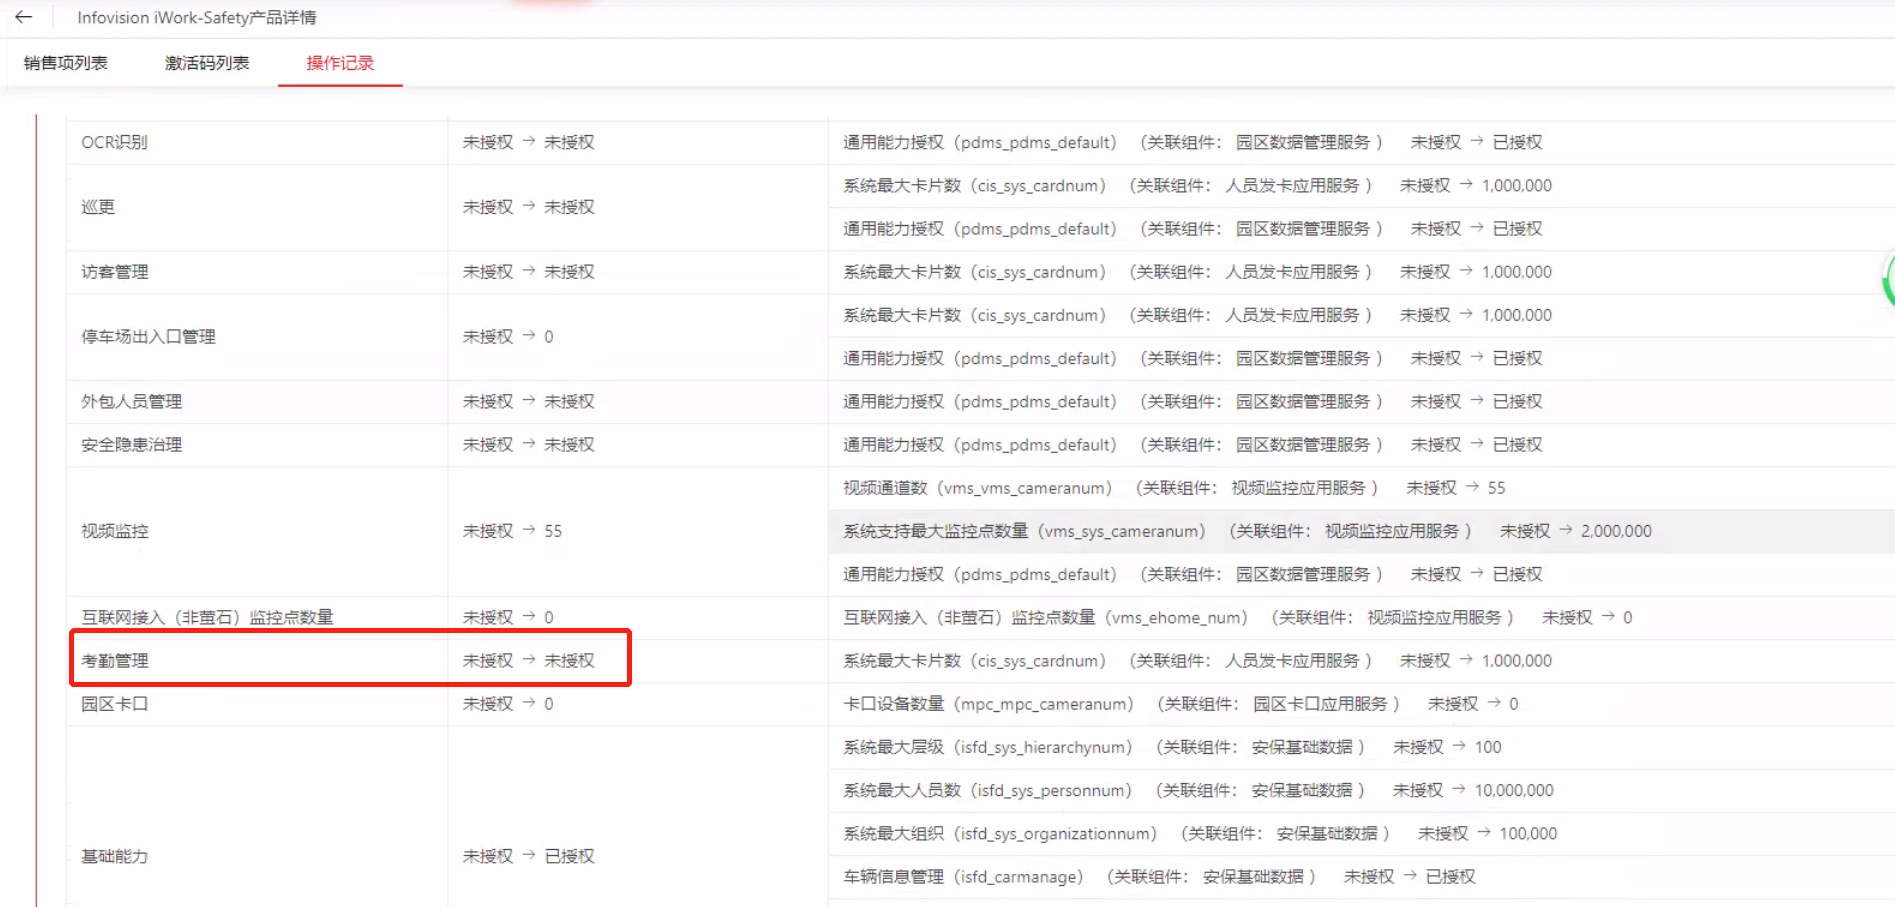 Infovision iWork-Safety产品详情
销售项列表 激活码列表 操作记录
OCR识别 未授权 → 未授权 通用能力授权（pdms_pdms_default）（关联组件： 园区数据管理服务 ） 未授权 → 已授权
巡更 未授权 → 未授权 系统最大卡片数（cis_sys_cardnum）（关联组件： 人员发卡应用服务 ） 未授权 → 1,000,000
通用能力授权（pdms_pdms_default）（关联组件： 园区数据管理服务 ） 未授权 → 已授权
访客管理 未授权 → 未授权 系统最大卡片数（cis_sys_cardnum）（关联组件： 人员发卡应用服务 ） 未授权 → 1,000,000
停车场出入口管理 未授权 → 0 系统最大卡片数（cis_sys_cardnum）（关联组件： 人员发卡应用服务 ） 未授权 → 1,000,000
通用能力授权（pdms_pdms_default）（关联组件： 园区数据管理服务 ） 未授权 → 已授权
外包人员管理 未授权 → 未授权 通用能力授权（pdms_pdms_default）（关联组件： 园区数据管理服务 ） 未授权 → 已授权
安全隐患治理 未授权 → 未授权 通用能力授权（pdms_pdms_default）（关联组件： 园区数据管理服务 ） 未授权 → 已授权
视频监控 未授权 → 55 视频通道数（vms_vms_cameranum）（关联组件： 视频监控应用服务 ） 未授权 → 55
系统支持最大监控点数量（vms_sys_cameranum）（关联组件： 视频监控应用服务 ） 未授权 → 2,000,000
通用能力授权（pdms_pdms_default）（关联组件： 园区数据管理服务 ） 未授权 → 已授权
互联网接入（非萤石）监控点数量 未授权 → 0 互联网接入（非萤石）监控点数量（vms_ehome_num）（关联组件： 视频监控应用服务 ） 未授权 → 0
考勤管理 未授权 → 未授权 系统最大卡片数（cis_sys_cardnum）（关联组件： 人员发卡应用服务 ） 未授权 → 1,000,000
园区卡口 未授权 → 0 卡口设备数量（mpc_mpc_cameranum）（关联组件： 园区卡口应用服务 ） 未授权 → 0
基础能力 未授权 → 已授权 系统最大层级（isfd_sys_hierarchynum）（关联组件： 安保基础数据 ） 未授权 → 100
系统最大人员数（isfd_sys_personnum）（关联组件： 安保基础数据 ） 未授权 → 10,000,000
系统最大组织（isfd_sys_organizationnum）（关联组件： 安保基础数据 ） 未授权 → 100,000
车辆信息管理（isfd_carmanage）（关联组件： 安保基础数据 ） 未授权 → 已授权